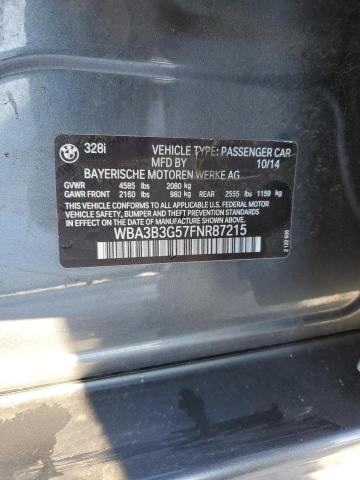 BMW
328i
VEHICLE TYPE: PASSENGER CAR
MFD BY 10/14
BAYERISCHE MOTOREN WERKE AG
GVWR 4585 lbs 2080 kg
GAWR FRONT 2160 lbs 980 kg REAR 2555 lbs 1159 kg
THIS VEHICLE CONFORMS TO ALL APPLICABLE U.S. FEDERAL MOTOR
VEHICLE SAFETY, BUMPER, AND THEFT PREVENTION STANDARDS
IN EFFECT ON THE DATE OF MANUFACTURE SHOWN ABOVE.
WBA3B3G57FNR87215